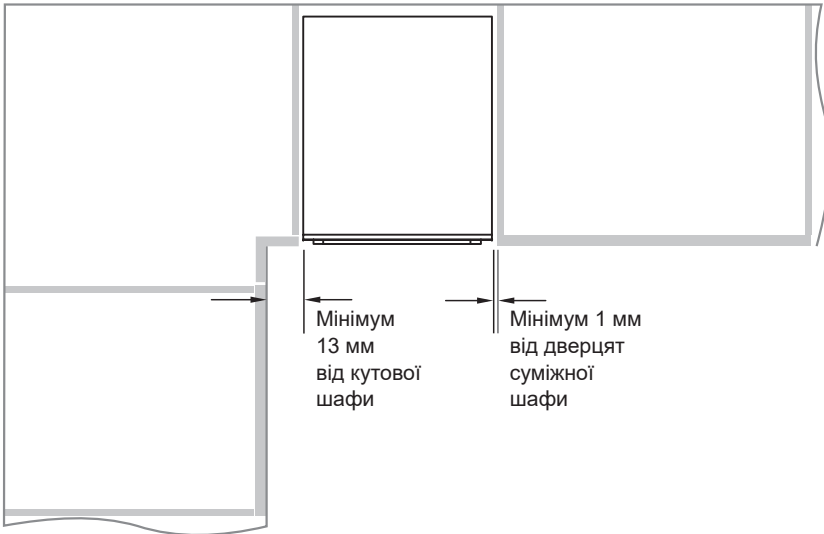 Мінімум
13 мм
від кутової
шафи
Мінімум 1 мм
від дверцят
суміжної
шафи